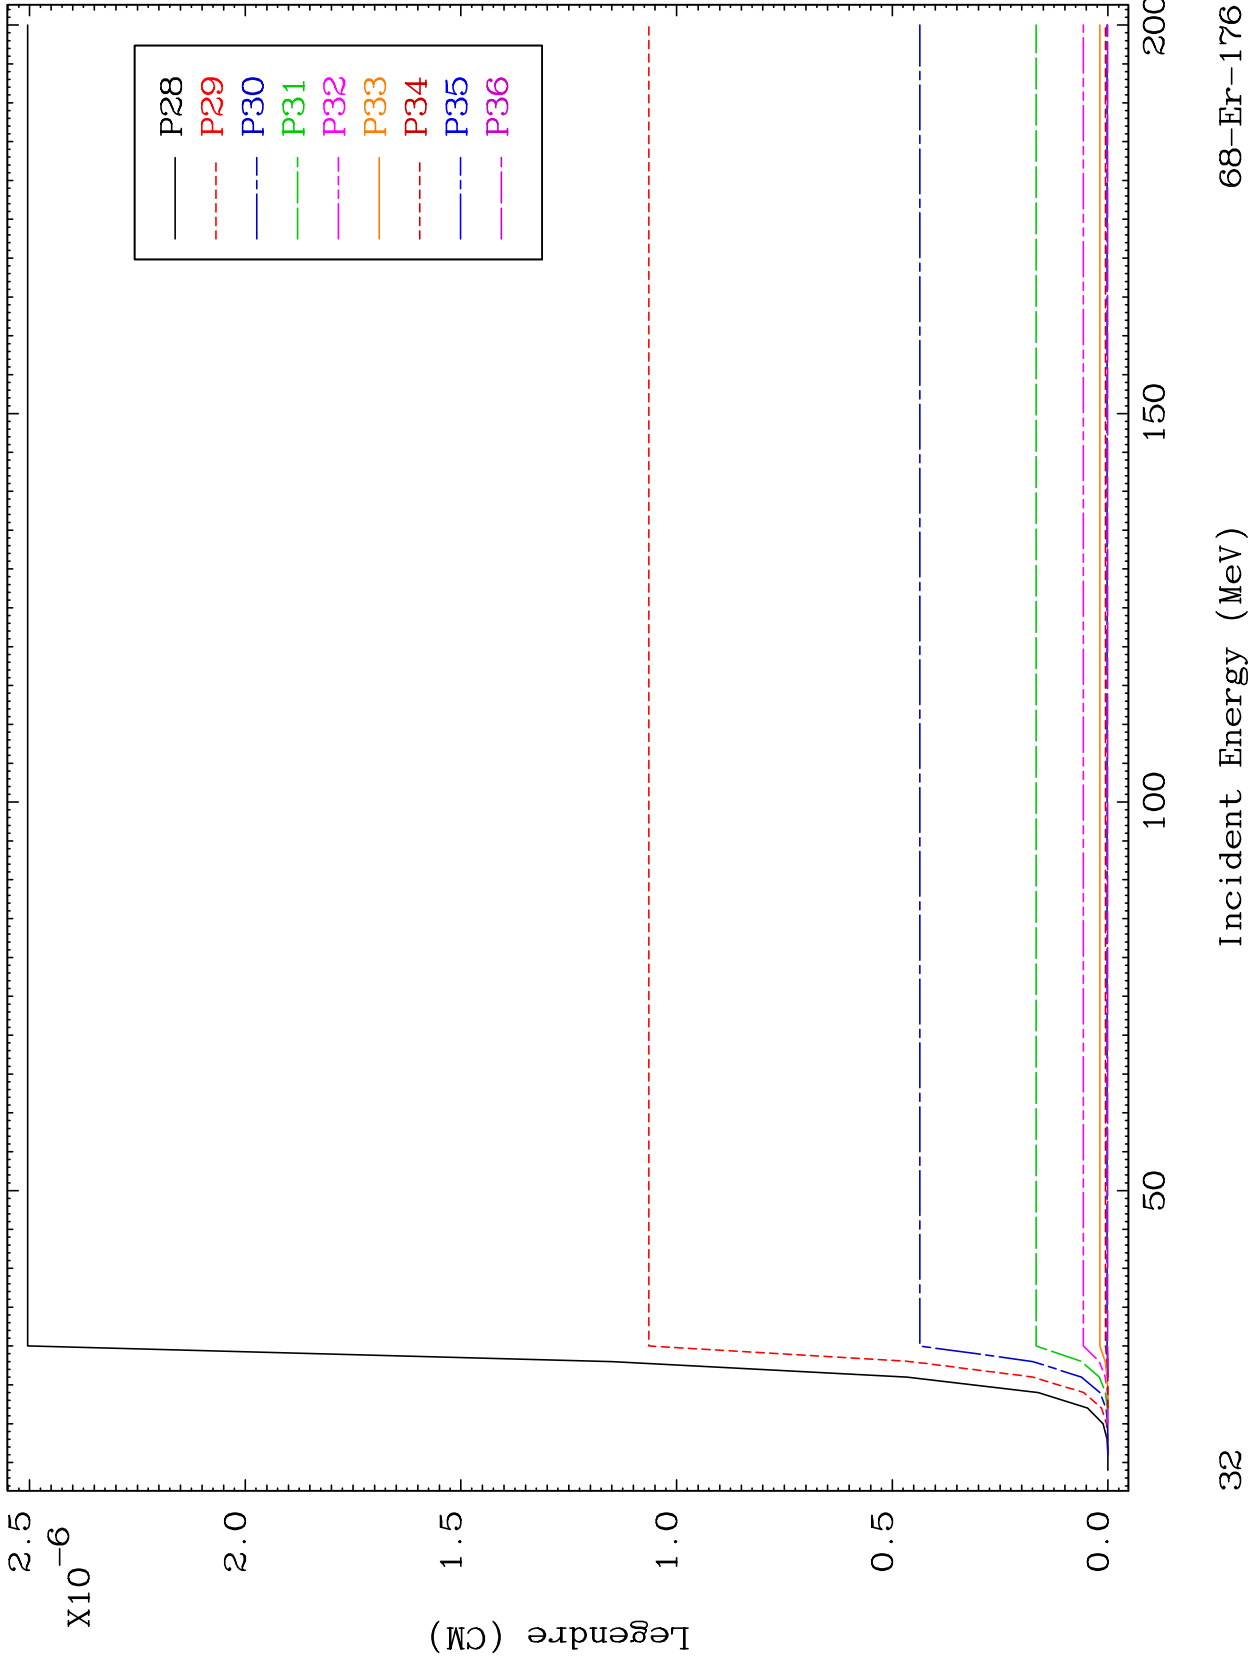 2.5
X10-6
2.0
1.5
1.0
0.5
0.0
Legendre (CM)
P28
P29
P30
P31
P32
P33
P34
P35
P36
50
100
150
200
Incident Energy (MeV)
32
68-Er-176